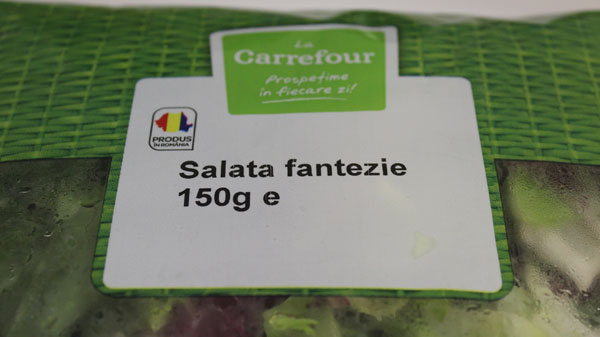 La
Carrefour
Prospețime
în fiecare zi!
PRODUS
ÎN ROMÂNIA
Salata fantezie
150g e